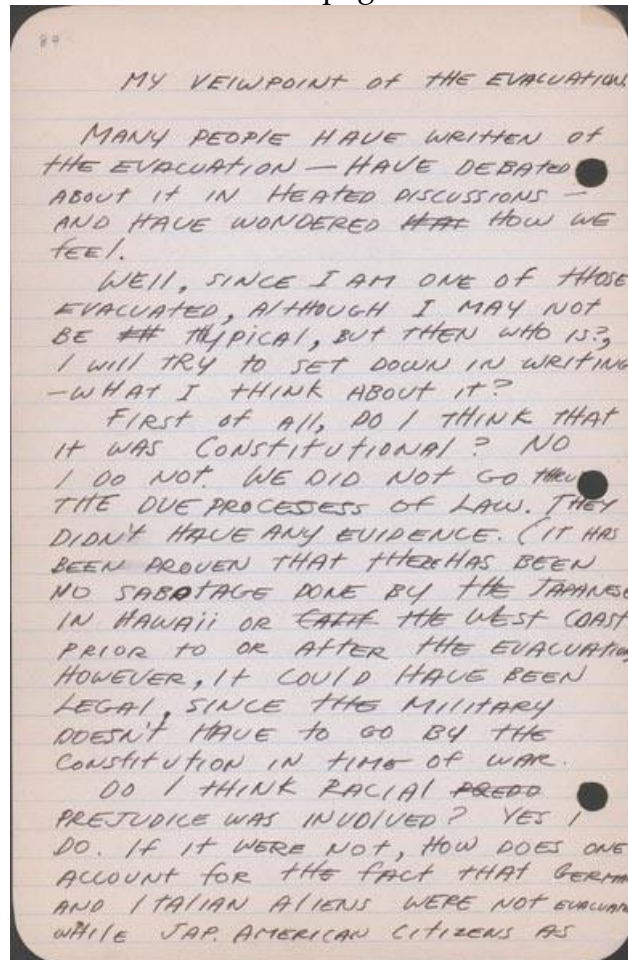 84
MY VEIWPOINT of tHE EVACUATION
MANY PEOPlE HAVE WRIttEN Of
tHE EVACUAtION — HAVE DEBAtED
ABOUt It IN HEAtED DISCUSSIONS —
AND HAVE WONDERED HOW WE
fEEl.
WEll, SINCE I AM ONE OF tHOSE
EVACUAtED, AltHOUGH I MAY NOt
BE tYPICAl, BUt tHEN WHO IS?,
I WIll tRY tO SEt DOWN IN WRItING
—WHAt I tHINK ABOUt It?
FIRSt Of All, DO I tHINK tHAt
It WAS CONStItUtIONAl? NO
I DO NOt. WE DID NOt GO tHRU
tHE DUE PROCESESS Of LAW. tHEY
DIDN't HAVE ANY EVIDENCE. (It HAS
BEEN PROVEN tHAt tHERE HAS BEEN
NO SABOtAGE DONE BY tHE JAPANESE
IN HAWAii OR tHE WESt COASt
PRIOR tO OR AftER tHE EVACUAtION
HOWEVER, It COUlD HAVE BEEN
LEGAl, SINCE tHE MIlItARY
DOESN't HAVE tO GO BY tHE
CONStItUtION IN tIME Of WAR.
DO I tHINK RACIAl
PREJUDICE WAS INVOlVED? YES I
DO. If It WERE NOt, HOW DOES ONE
ACCOUNt fOR tHE fACt tHAt GERMAN
AND ItAlIAN AlIENS WERE NOt EVACUATED
WHIlE JAP. AMERICAN CItIZENS AS